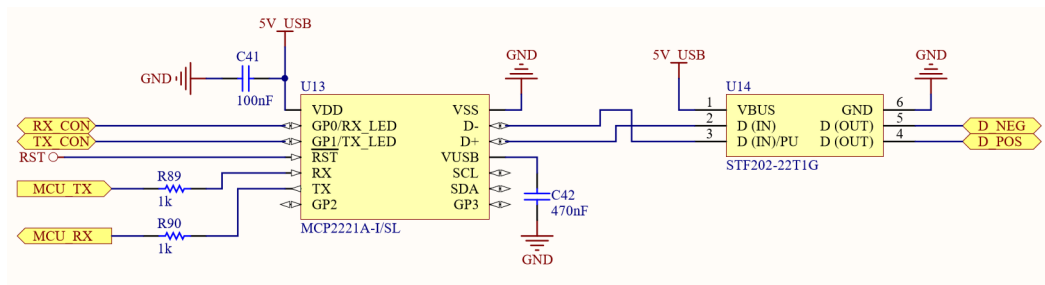 5V_USB
C41
GND
100nF
U13
VDD
GP0/RX_LED
GP1/TX_LED
RST
RX
TX
GP2
VSS
D-
D+
VUSB
SCL
SDA
GP3
MCP2221A-I/SL
RX_CON
TX_CON
RST
MCU_TX
R89
1k
MCU_RX
R90
1k
GND
C42
470nF
GND
5V_USB
U14
1
2
3
VBUS
D (IN)
D (IN)/PU
GND
D (OUT)
D (OUT)
6
5
4
STF202-22T1G
GND
D_NEG
D_POS